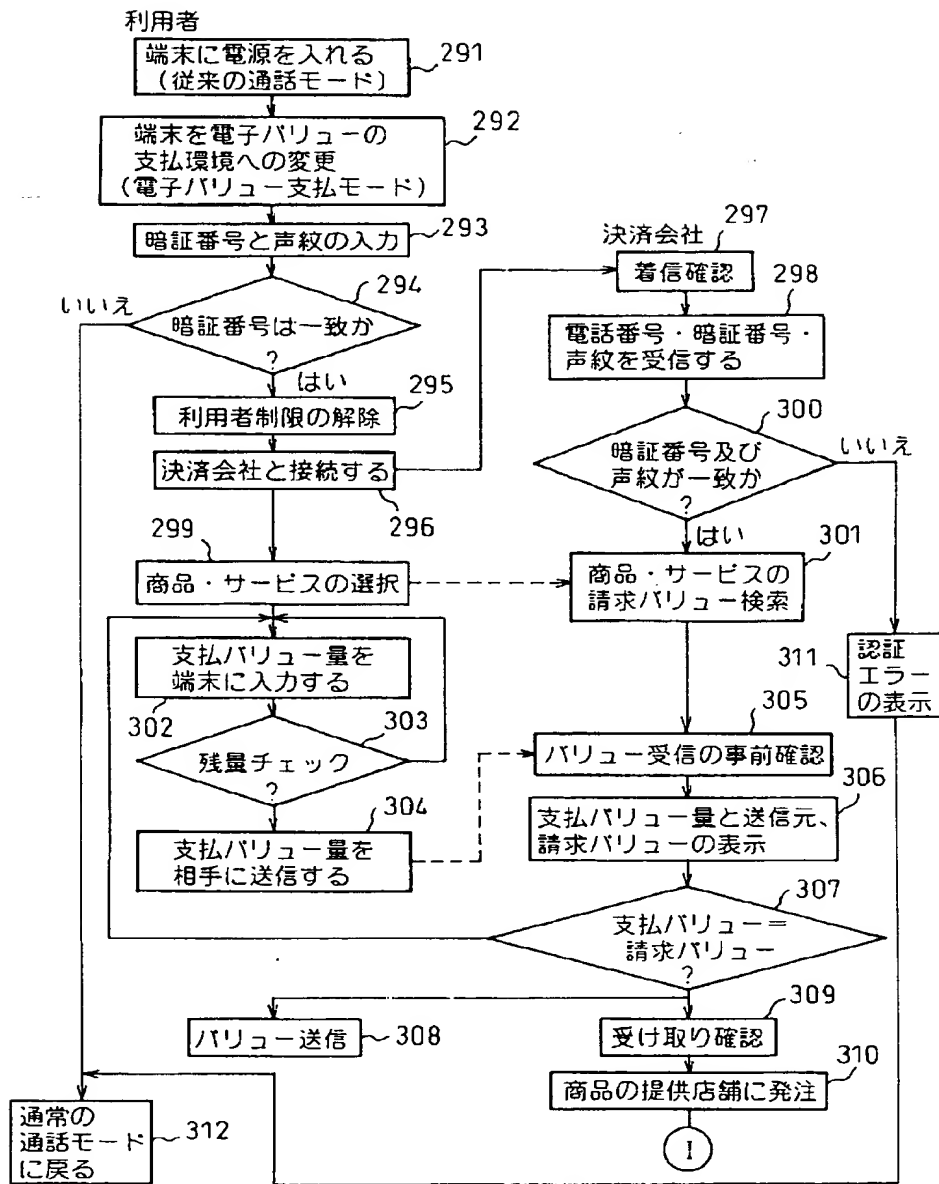 利用者
端末に電源を入れる
(従来の通話モード)
291
端末を電子バリューの
支払環境への変更
(電子バリュー支払モード)
292
暗証番号と声紋の入力
293
294
いいえ
暗証番号は一致か
?
はい
295
利用者制限の解除
決済会社と接続する
296
299
商品・サービスの選択
支払バリュー量を
端末に入力する
302
303
残量チェック
?
304
支払バリュー量を
相手に送信する
決済会社
297
着信確認
298
電話番号・暗証番号・
声紋を受信する
300
いいえ
暗証番号及び
声紋が一致か
?
はい
301
商品・サービスの
請求バリュー検索
311
認証
エラー
の表示
305
バリュー受信の事前確認
306
支払バリュー量と送信元、
請求バリューの表示
307
支払バリュー=
請求バリュー
?
バリュー送信
308
309
受け取り確認
310
商品の提供店舗に発注
I
通常の
通話モード
に戻る
312